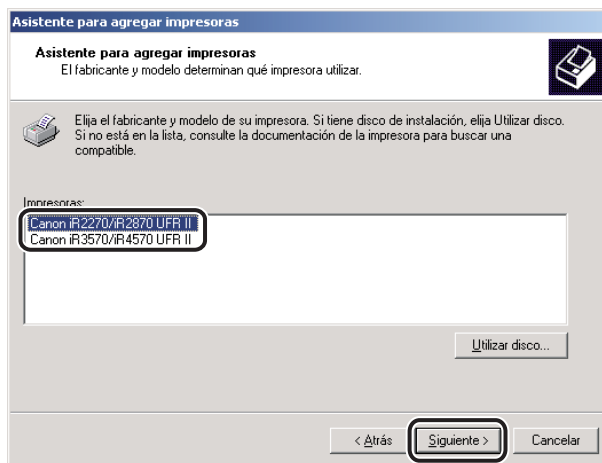 Asistente para agregar impresoras
Asistente para agregar impresoras
El fabricante y modelo determinan qué impresora utilizar.
Elija el fabricante y modelo de su impresora. Si tiene disco de instalación, elija Utilizar disco.
Si no está en la lista, consulte la documentación de la impresora para buscar una
compatible.
Impresoras:
Canon iR2270/iR2870 UFR II
Canon iR3570/iR4570 UFR II
Utilizar disco...
< Atrás
Siguiente >
Cancelar